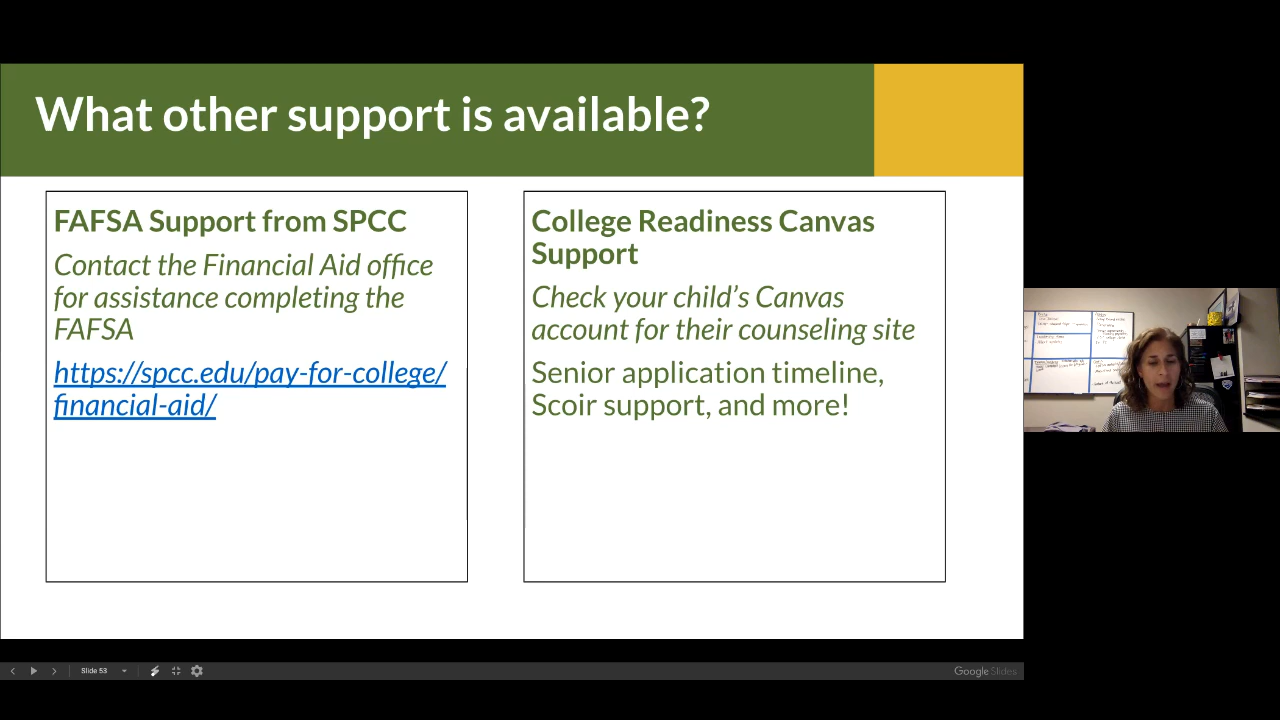 What other support is available?
FAFSA Support from SPCC
Contact the Financial Aid office
for assistance completing the
FAFSA
https://spcc.edu/pay-for-college/
financial-aid/
College Readiness Canvas
Support
Check your child’s Canvas
account for their counseling site
Senior application timeline,
Scoir support, and more!
Slide 53
Google Slides